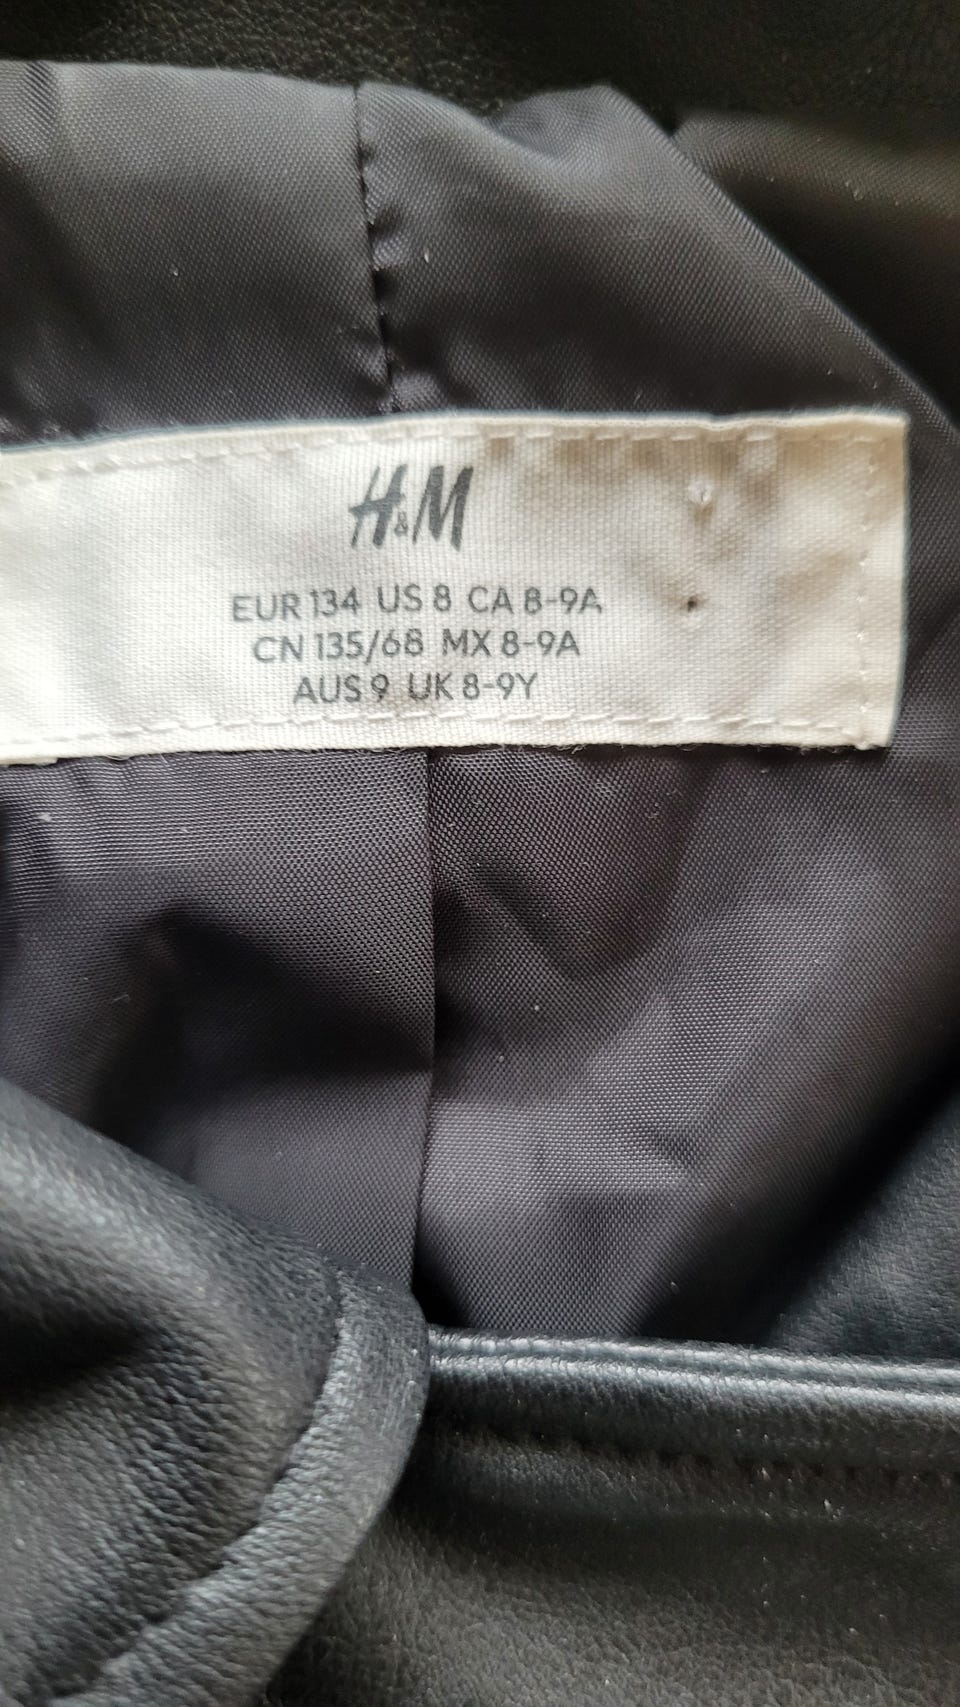 H&M
EUR 134 US 8 CA 8-9A
CN 135/68 MX 8-9A
AUS 9 UK 8-9Y